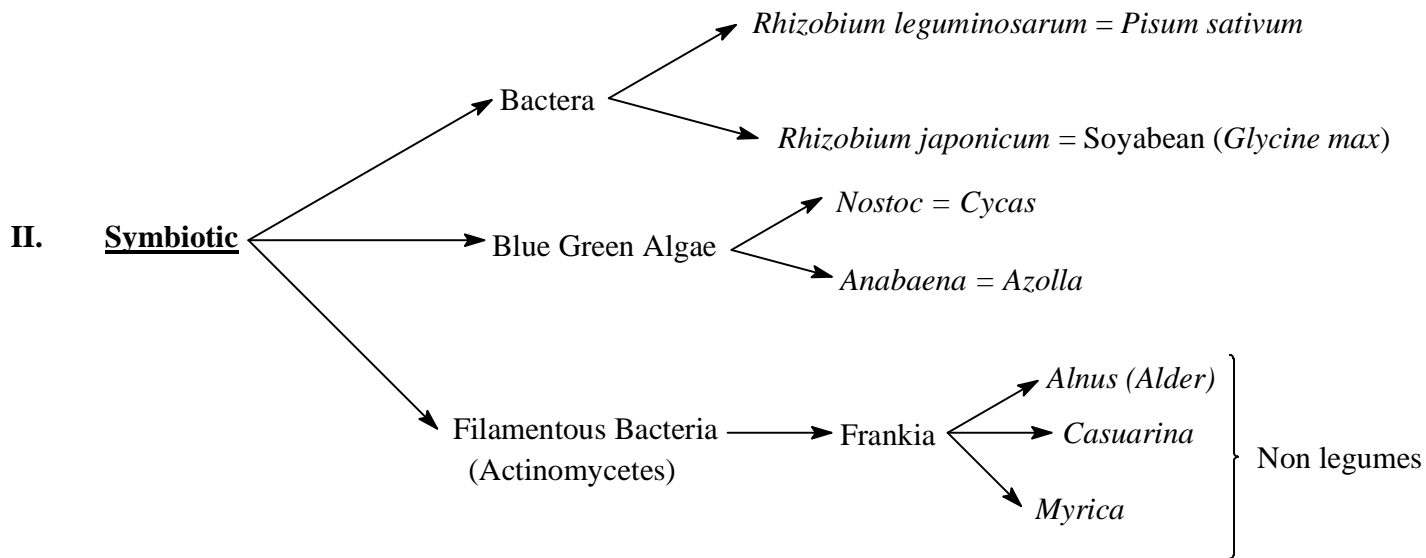 Rhizobium leguminosarum = Pisum sativum
Bactera
Rhizobium japonicum = Soyabean (Glycine max)
Nostoc = Cycas
II. Symbiotic
Blue Green Algae
Anabaena = Azolla
Alnus (Alder)
Filamentous Bacteria
(Actinomycetes)
Frankia
Casuarina
Non legumes
Myrica